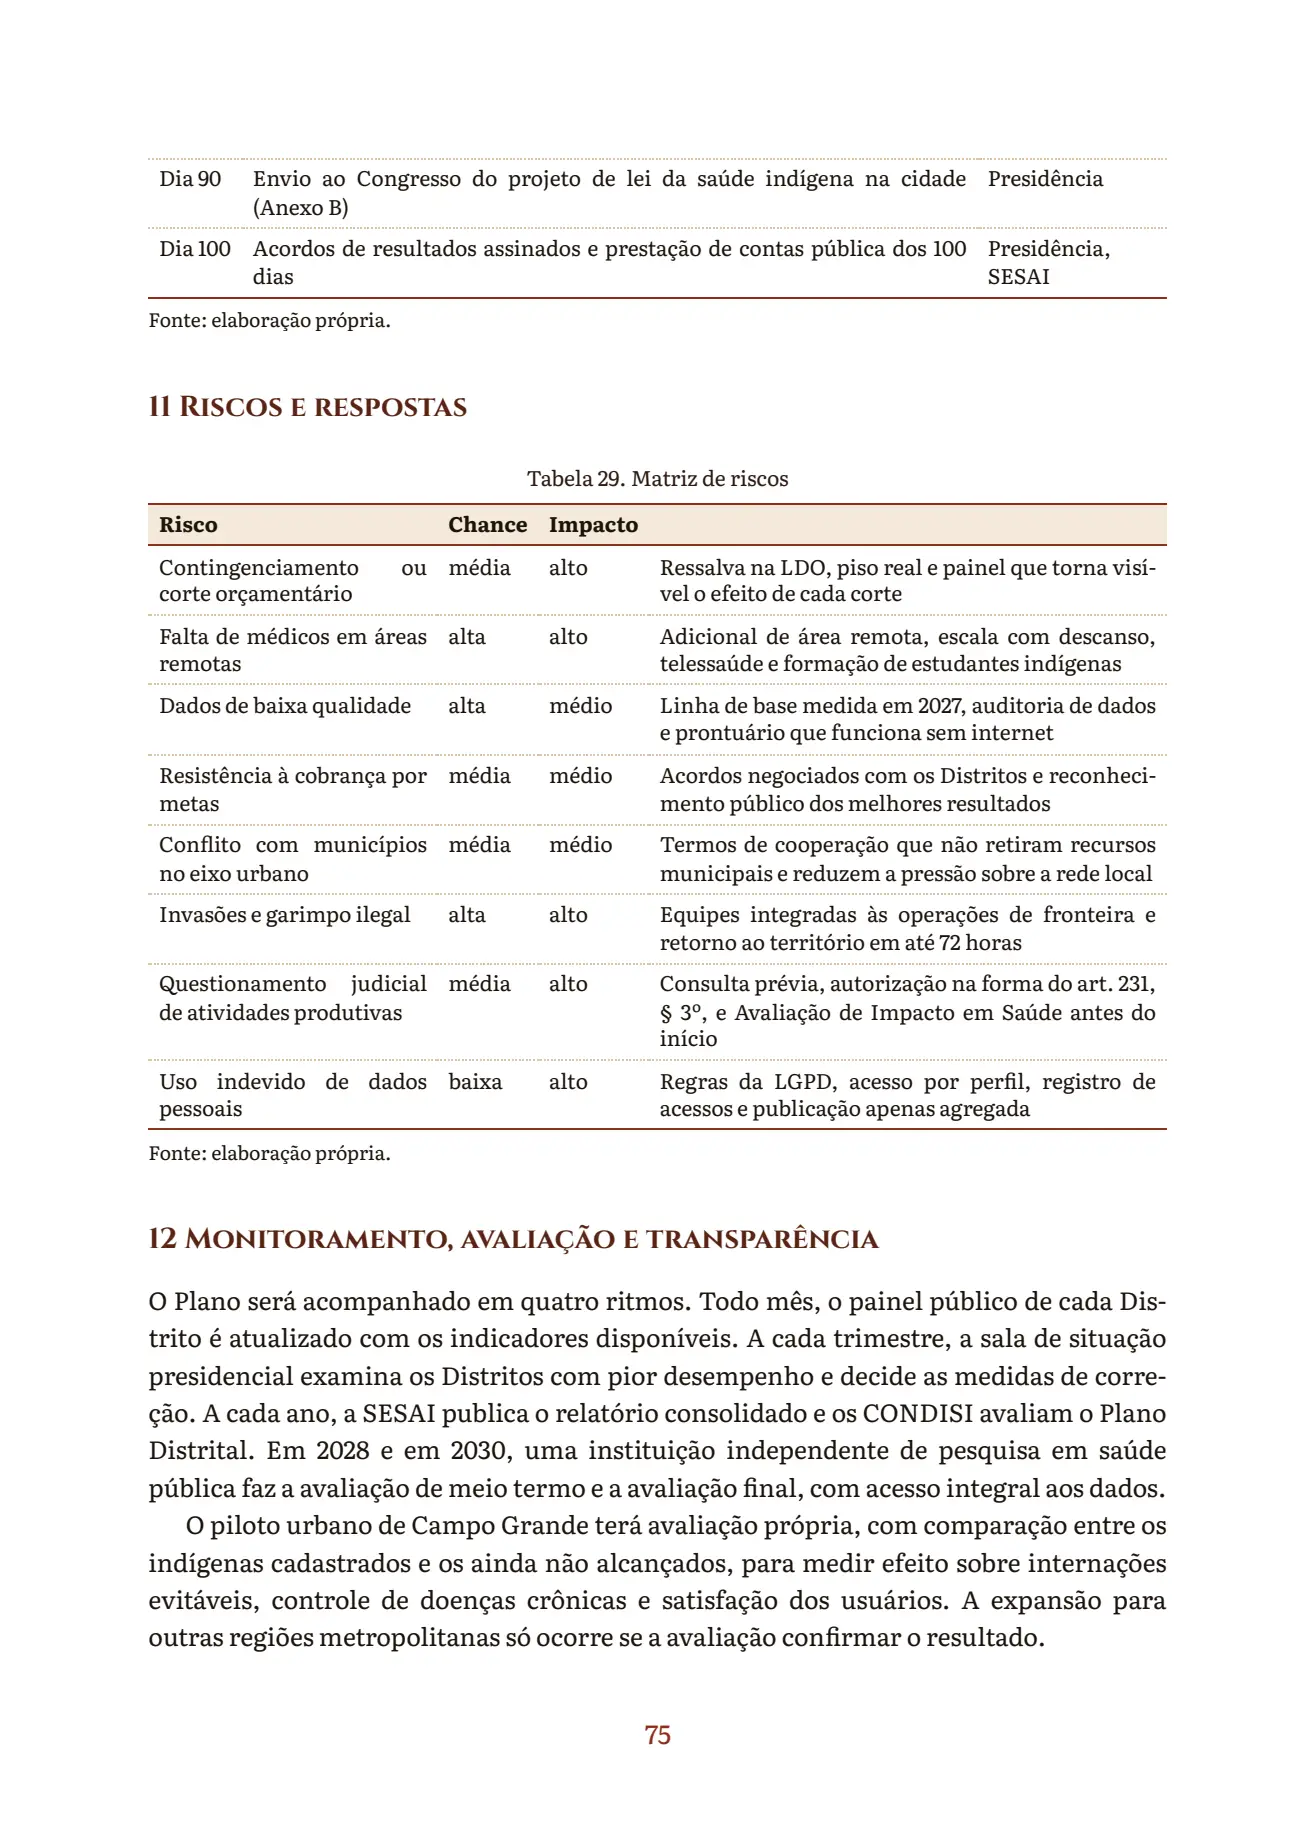 Dia 90 Envio ao Congresso do projeto de lei da saúde indígena na cidade Presidência
(Anexo B)
Dia 100 Acordos de resultados assinados e prestação de contas pública dos 100 Presidência,
dias SESAI
Fonte: elaboração própria.
11 Riscos e respostas
Tabela 29. Matriz de riscos
Risco Chance Impacto
Contingenciamento ou média alto Ressalva na LDO, piso real e painel que torna visí-
corte orçamentário vel o efeito de cada corte
Falta de médicos em áreas alta alto Adicional de área remota, escala com descanso,
remotas telessaúde e formação de estudantes indígenas
Dados de baixa qualidade alta médio Linha de base medida em 2027, auditoria de dados
e prontuário que funciona sem internet
Resistência à cobrança por média médio Acordos negociados com os Distritos e reconheci-
metas mento público dos melhores resultados
Conflito com municípios média médio Termos de cooperação que não retiram recursos
no eixo urbano municipais e reduzem a pressão sobre a rede local
Invasões e garimpo ilegal alta alto Equipes integradas às operações de fronteira e
retorno ao território em até 72 horas
Questionamento judicial média alto Consulta prévia, autorização na forma do art. 231,
de atividades produtivas § 3º, e Avaliação de Impacto em Saúde antes do
início
Uso indevido de dados baixa alto Regras da LGPD, acesso por perfil, registro de
pessoais acessos e publicação apenas agregada
Fonte: elaboração própria.
12 Monitoramento, avaliação e transparência
O Plano será acompanhado em quatro ritmos. Todo mês, o painel público de cada Dis-
trito é atualizado com os indicadores disponíveis. A cada trimestre, a sala de situação
presidencial examina os Distritos com pior desempenho e decide as medidas de corre-
ção. A cada ano, a SESAI publica o relatório consolidado e os CONDISI avaliam o Plano
Distrital. Em 2028 e em 2030, uma instituição independente de pesquisa em saúde
pública faz a avaliação de meio termo e a avaliação final, com acesso integral aos dados.
O piloto urbano de Campo Grande terá avaliação própria, com comparação entre os
indígenas cadastrados e os ainda não alcançados, para medir efeito sobre internações
evitáveis, controle de doenças crônicas e satisfação dos usuários. A expansão para
outras regiões metropolitanas só ocorre se a avaliação confirmar o resultado.
75